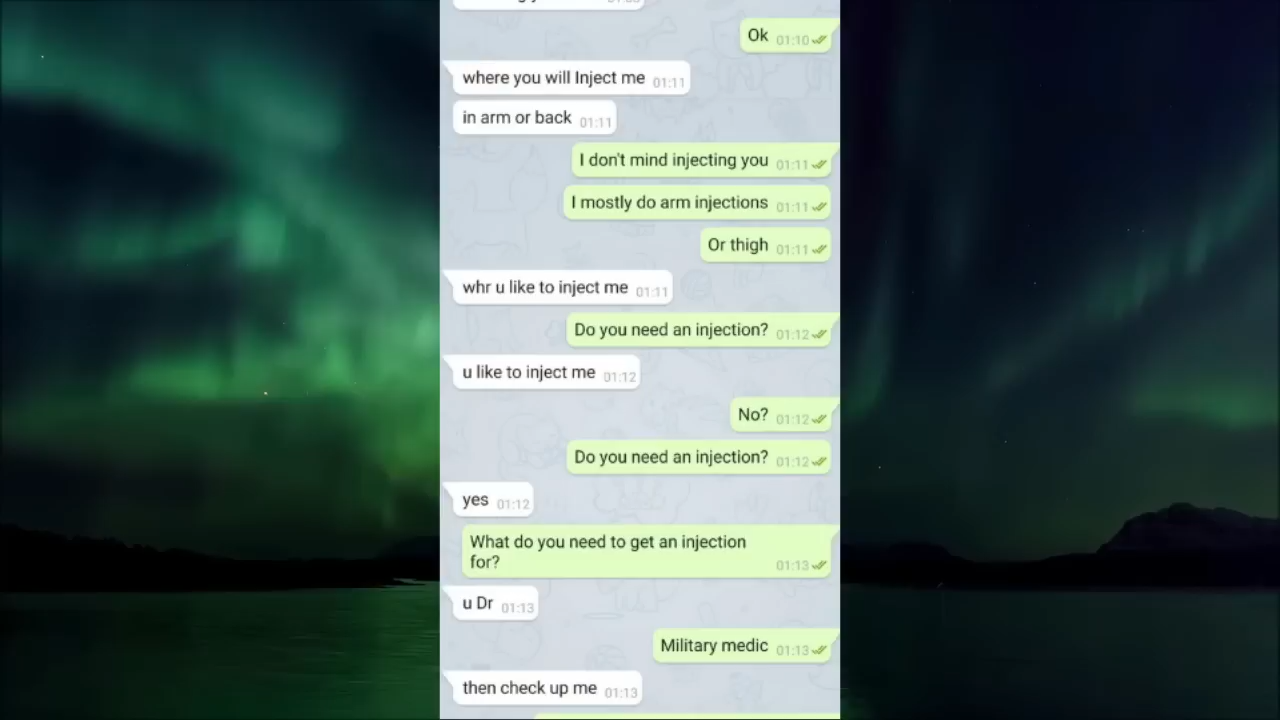 Ok 01:10
where you will Inject me 01:11
in arm or back 01:11
I don't mind injecting you 01:11
I mostly do arm injections 01:11
Or thigh 01:11
whr u like to inject me 01:11
Do you need an injection? 01:12
u like to inject me 01:12
No? 01:12
Do you need an injection? 01:12
yes 01:12
What do you need to get an injection
for? 01:13
u Dr 01:13
Military medic 01:13
then check up me 01:13